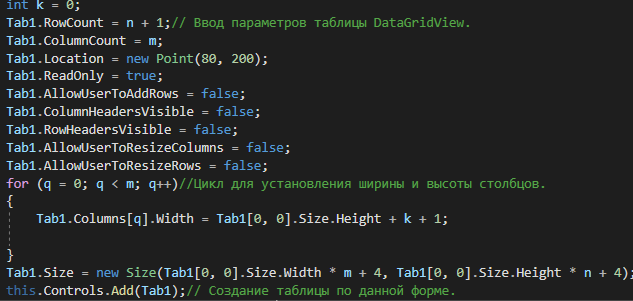 int k = 0;
Tab1.RowCount = n + 1;// Ввод параметров таблицы DataGridView.
Tab1.ColumnCount = m;
Tab1.Location = new Point(80, 200);
Tab1.ReadOnly = true;
Tab1.AllowUserToAddRows = false;
Tab1.ColumnHeadersVisible = false;
Tab1.RowHeadersVisible = false;
Tab1.AllowUserToResizeColumns = false;
Tab1.AllowUserToResizeRows = false;
for (q = 0; q < m; q++)//Цикл для установления ширины и высоты столбцов.
{
Tab1.Columns[q].Width = Tab1[0, 0].Size.Height + k + 1;
}
Tab1.Size = new Size(Tab1[0, 0].Size.Width * m + 4, Tab1[0, 0].Size.Height * n + 4);
this.Controls.Add(Tab1);// Создание таблицы по данной форме.